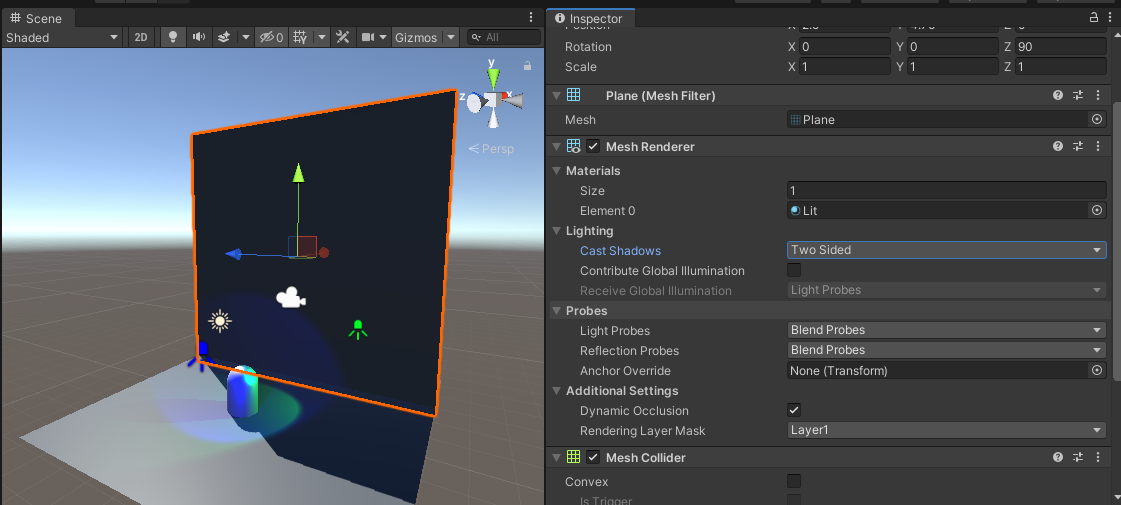 Scene
Shaded
2D
0
Gizmos
All
y
x
z
Persp
Inspector
Position X Y Z
Rotation X 0 Y 0 Z 90
Scale X 1 Y 1 Z 1
Plane (Mesh Filter)
Mesh Plane
Mesh Renderer
Materials
Size 1
Element 0 Lit
Lighting
Cast Shadows Two Sided
Contribute Global Illumination
Receive Global Illumination Light Probes
Probes
Light Probes Blend Probes
Reflection Probes Blend Probes
Anchor Override None (Transform)
Additional Settings
Dynamic Occlusion
Rendering Layer Mask Layer1
Mesh Collider
Convex
Is Trigger